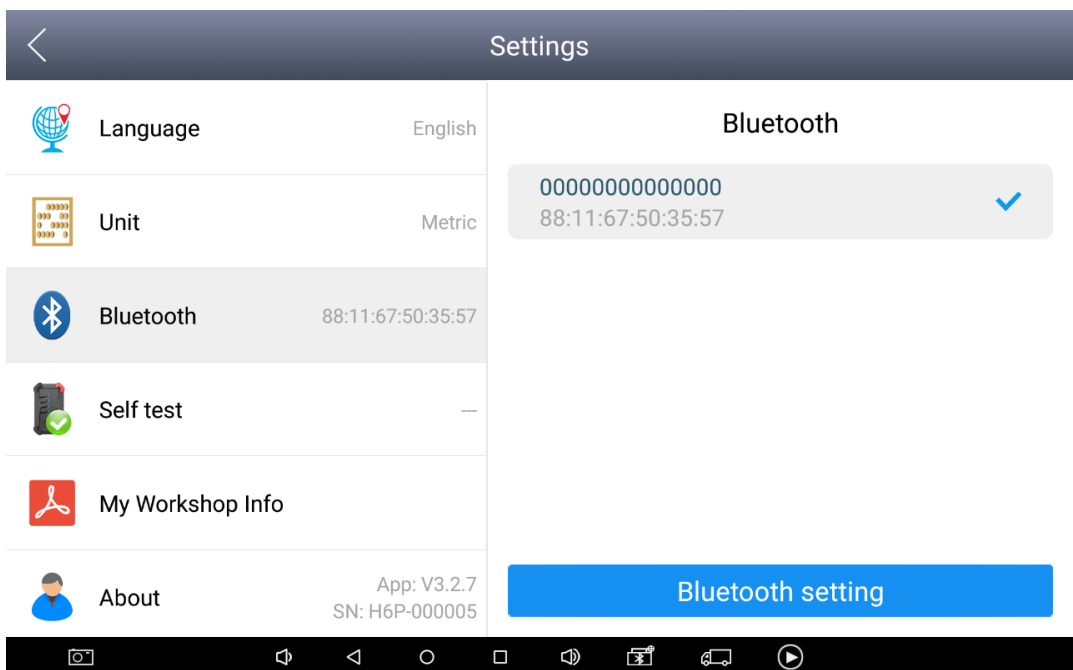 Settings
Language English
Unit Metric
Bluetooth 88:11:67:50:35:57
Self test ---
My Workshop Info
About App: V3.2.7
SN: H6P-000005
Bluetooth
00000000000000
88:11:67:50:35:57
Bluetooth setting